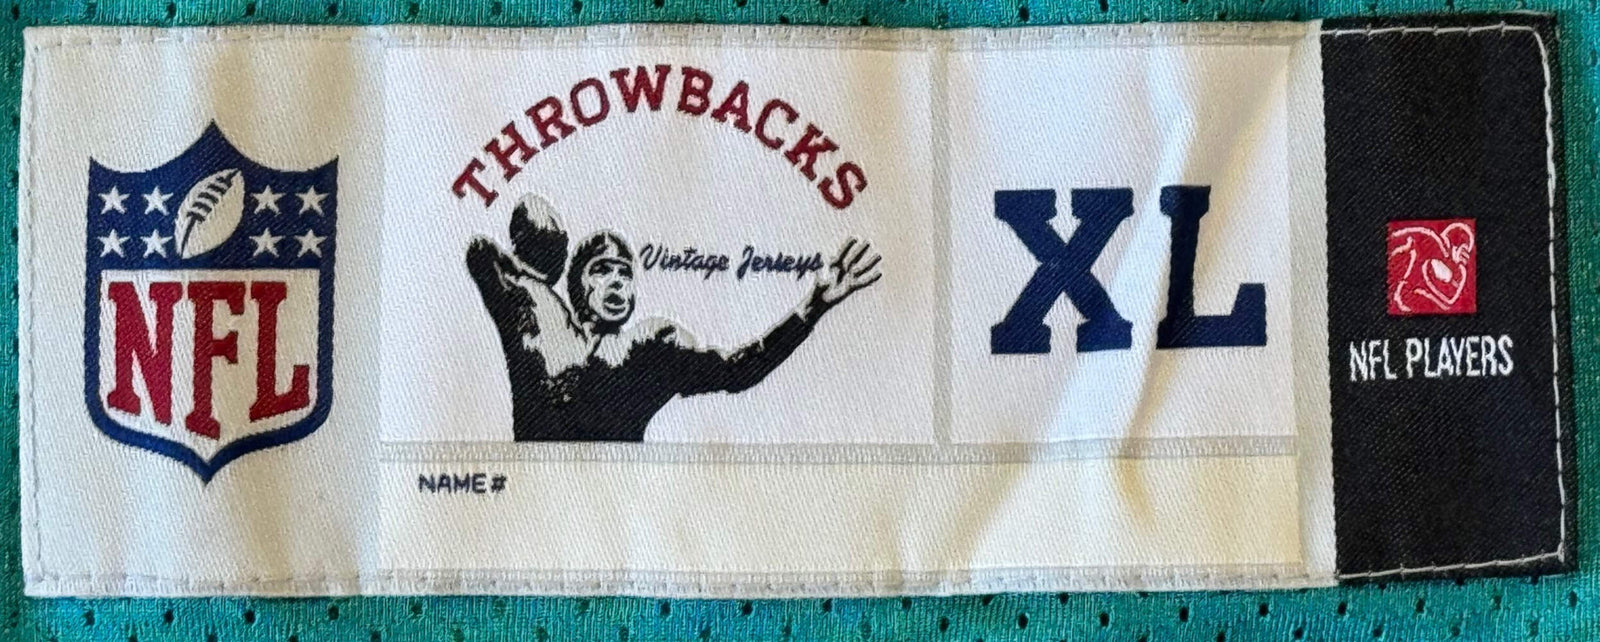 NFL
THROWBACKS
Vintage Jerseys
XL
NFL PLAYERS
NAME#